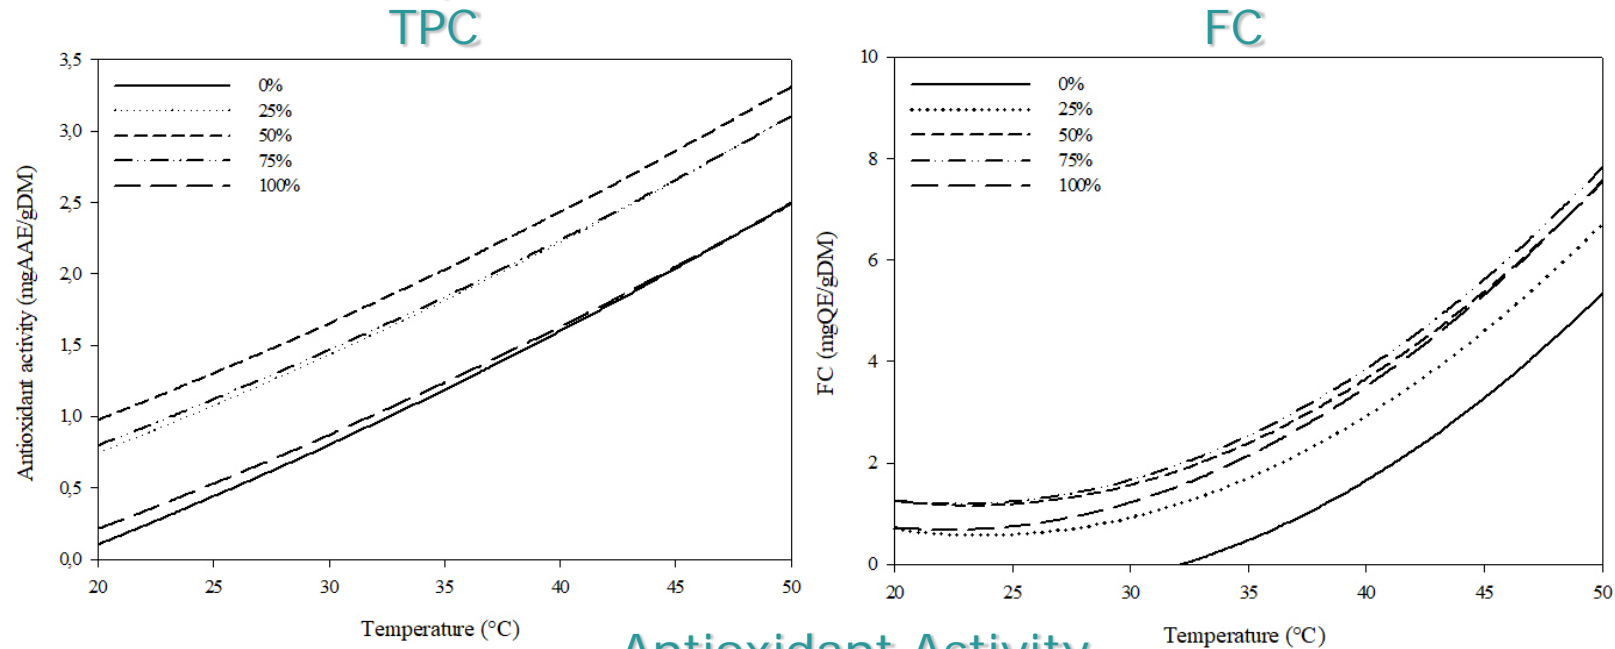 TPC
Antioxidant activity (mgAAE/gDM)
3,5
3,0
2,5
2,0
1,5
1,0
0,5
0,0
0%
25%
50%
75%
100%
20 25 30 35 40 45 50
Temperature (°C)
FC
FC (mgQE/gDM)
10
8
6
4
2
0
0%
25%
50%
75%
100%
20 25 30 35 40 45 50
Temperature (°C)
Antioxidant Activity